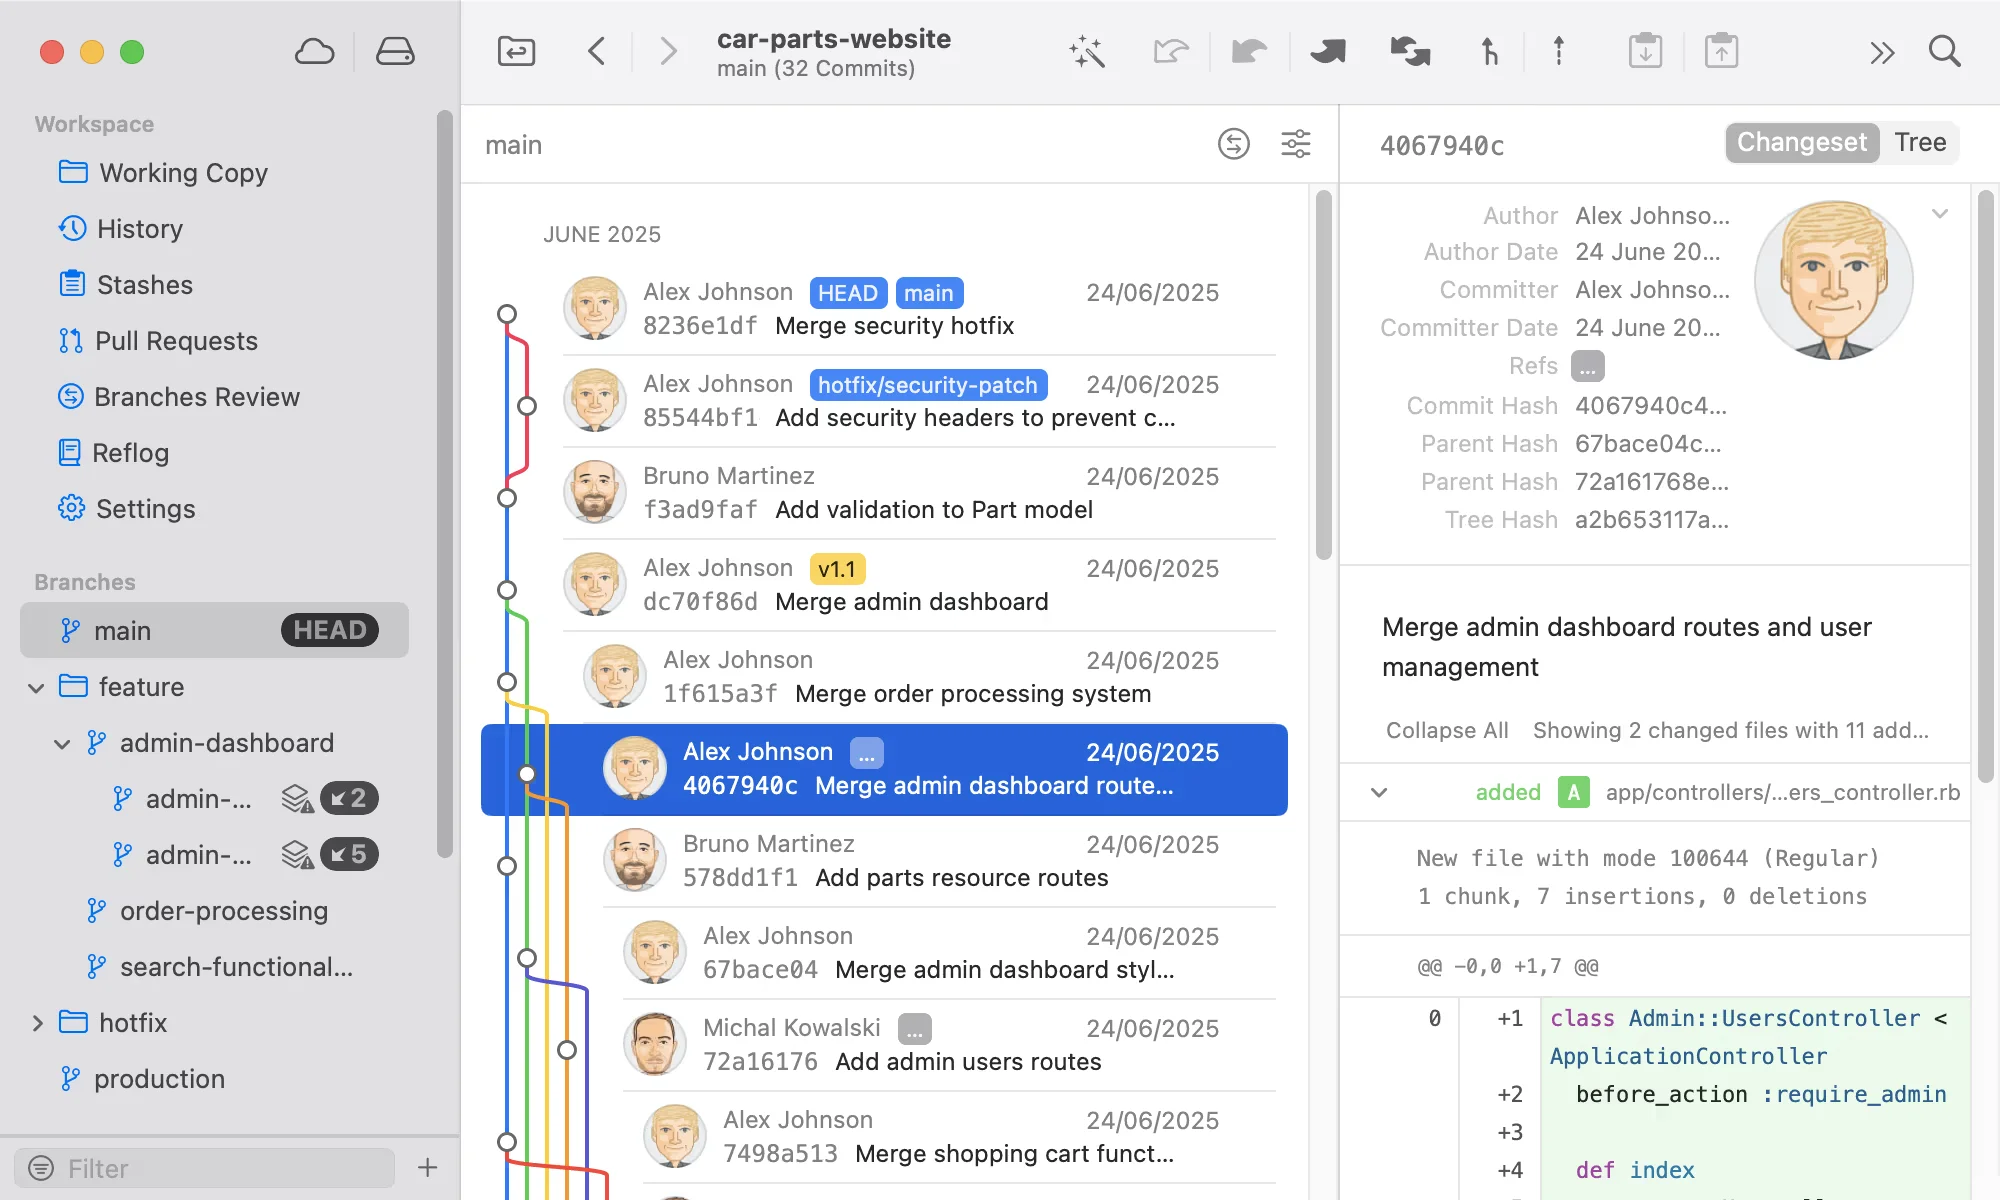 car-parts-website
main (32 Commits)
Workspace
Working Copy
History
Stashes
Pull Requests
Branches Review
Reflog
Settings
Branches
main HEAD
feature
admin-dashboard
admin-... 2
admin-... 5
order-processing
search-functional...
hotfix
production
Filter
main
JUNE 2025
Alex Johnson HEAD main 24/06/2025
8236e1df Merge security hotfix
Alex Johnson hotfix/security-patch 24/06/2025
85544bf1 Add security headers to prevent c...
Bruno Martinez 24/06/2025
f3ad9faf Add validation to Part model
Alex Johnson v1.1 24/06/2025
dc70f86d Merge admin dashboard
Alex Johnson 24/06/2025
1f615a3f Merge order processing system
Alex Johnson ... 24/06/2025
4067940c Merge admin dashboard route...
Bruno Martinez 24/06/2025
578dd1f1 Add parts resource routes
Alex Johnson 24/06/2025
67bace04 Merge admin dashboard styl...
Michal Kowalski ... 24/06/2025
72a16176 Add admin users routes
Alex Johnson 24/06/2025
7498a513 Merge shopping cart funct...
4067940c Changeset Tree
Author Alex Johnso...
Author Date 24 June 20...
Committer Alex Johnso...
Committer Date 24 June 20...
Refs ...
Commit Hash 4067940c4...
Parent Hash 67bace04c...
Parent Hash 72a161768e...
Tree Hash a2b653117a...
Merge admin dashboard routes and user
management
Collapse All Showing 2 changed files with 11 add...
added A app/controllers/...ers_controller.rb
New file with mode 100644 (Regular)
1 chunk, 7 insertions, 0 deletions
@@ -0,0 +1,7 @@
0 +1 class Admin::UsersController <
ApplicationController
+2 before_action :require_admin
+3
+4 def index